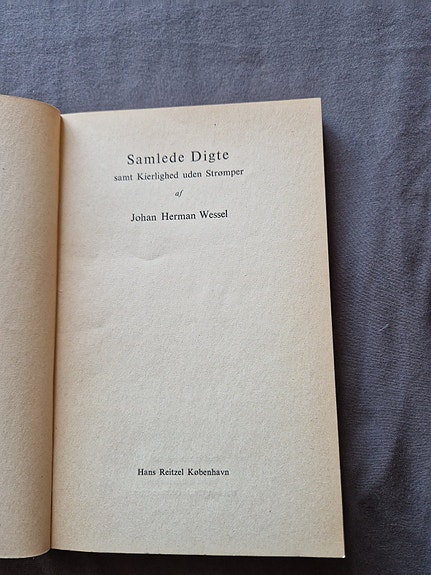 Samlede Digte
samt Kierlighed uden Strømper
af
Johan Herman Wessel
Hans Reitzel København